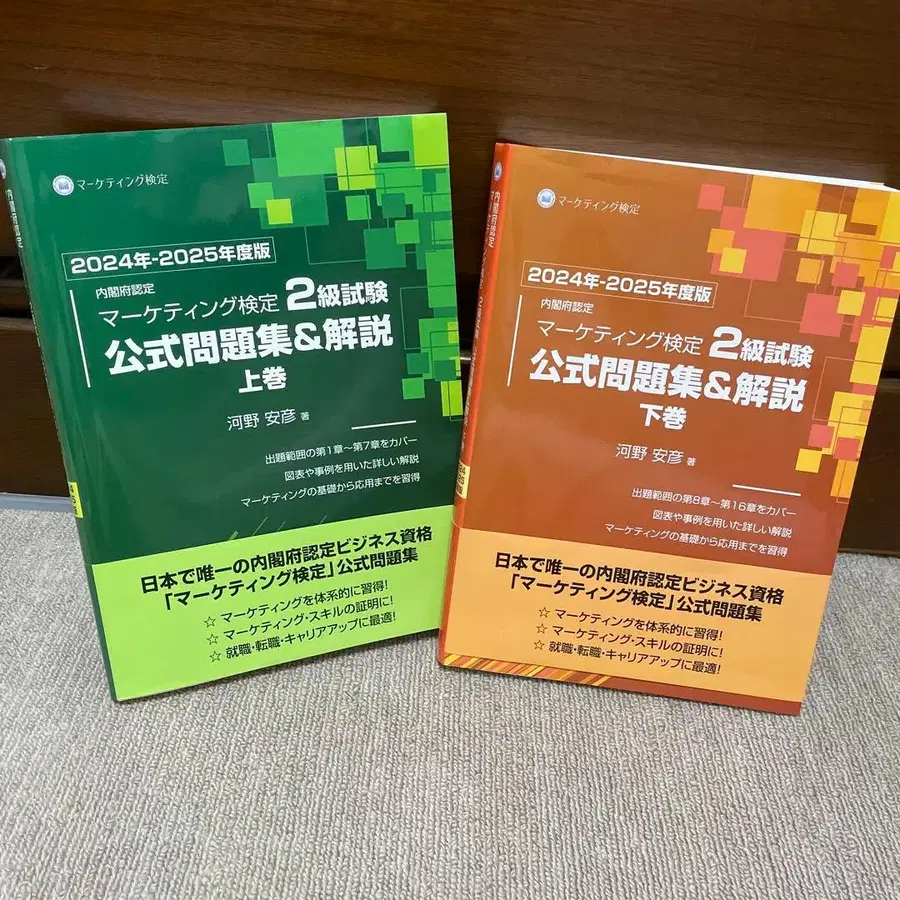 マーケティング検定
2024年-2025年度版
内閣府認定
マーケティング検定 2級試験
公式問題集&解説
上巻
河野 安彦 著
出題範囲の第1章〜第7章をカバー
図表や事例を用いた詳しい解説
マーケティングの基礎から応用までを習得
日本で唯一の内閣府認定ビジネス資格
「マーケティング検定」公式問題集
☆ マーケティングを体系的に習得!
☆ マーケティング・スキルの証明に!
☆ 就職・転職・キャリアアップに最適!
内閣府認定
マーケティング検定
2024年-2025年度版
内閣府認定
マーケティング検定 2級試験
公式問題集&解説
下巻
河野 安彦 著
出題範囲の第8章〜第16章をカバー
図表や事例を用いた詳しい解説
マーケティングの基礎から応用までを習得
日本で唯一の内閣府認定ビジネス資格
「マーケティング検定」公式問題集
☆ マーケティングを体系的に習得!
☆ マーケティング・スキルの証明に!
☆ 就職・転職・キャリアアップに最適!
内閣府認定